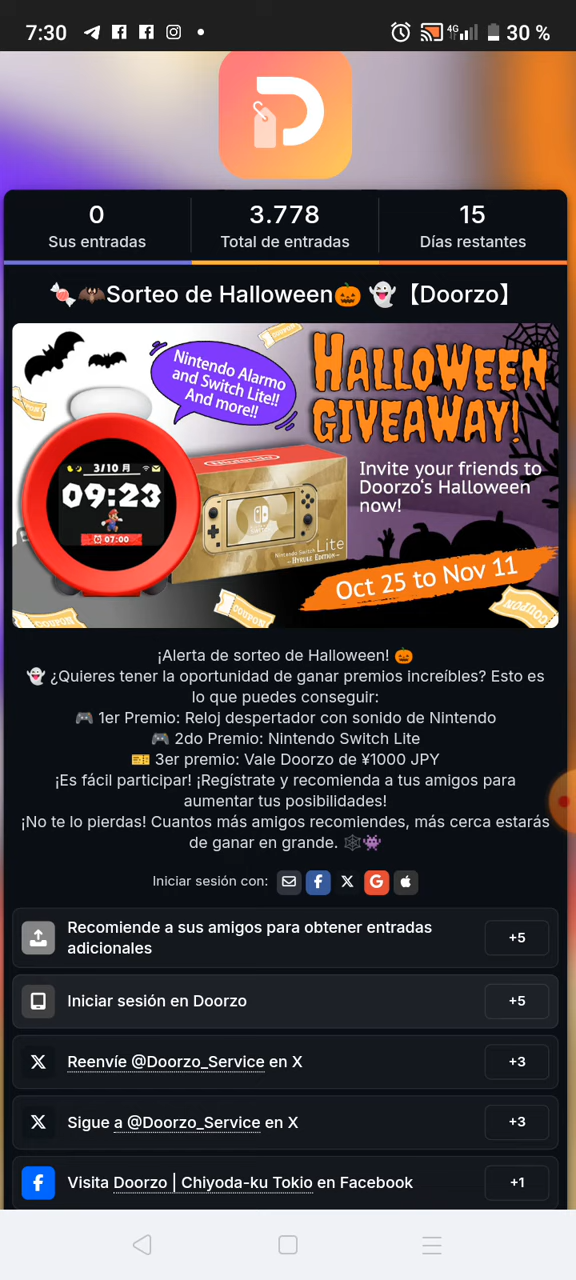 7:30
4G
30 %
0
3.778
15
Sus entradas
Total de entradas
Días restantes
🍬🦇Sorteo de Halloween🎃 👻【Doorzo】
Nintendo Alarmo
and Switch Lite!!
And more!!
HALLOWEEN
GIVEAWAY!
Invite your friends to
Doorzo's Halloween
now!
3/10 月
09:23
07:00
Nintendo Switch Lite
- HYRULE EDITION -
Oct 25 to Nov 11
COUPON
COUPON
COUPON
¡Alerta de sorteo de Halloween! 🎃
👻 ¿Quieres tener la oportunidad de ganar premios increíbles? Esto es
lo que puedes conseguir:
🎮 1er Premio: Reloj despertador con sonido de Nintendo
🎮 2do Premio: Nintendo Switch Lite
🎫 3er premio: Vale Doorzo de ¥1000 JPY
¡Es fácil participar! ¡Regístrate y recomienda a tus amigos para
aumentar tus posibilidades!
¡No te lo pierdas! Cuantos más amigos recomiendes, más cerca estarás
de ganar en grande. 🕸️👾
Iniciar sesión con:
Recomiende a sus amigos para obtener entradas
adicionales
+5
Iniciar sesión en Doorzo
+5
Reenvíe @Doorzo_Service en X
+3
Sigue a @Doorzo_Service en X
+3
Visita Doorzo | Chiyoda-ku Tokio en Facebook
+1